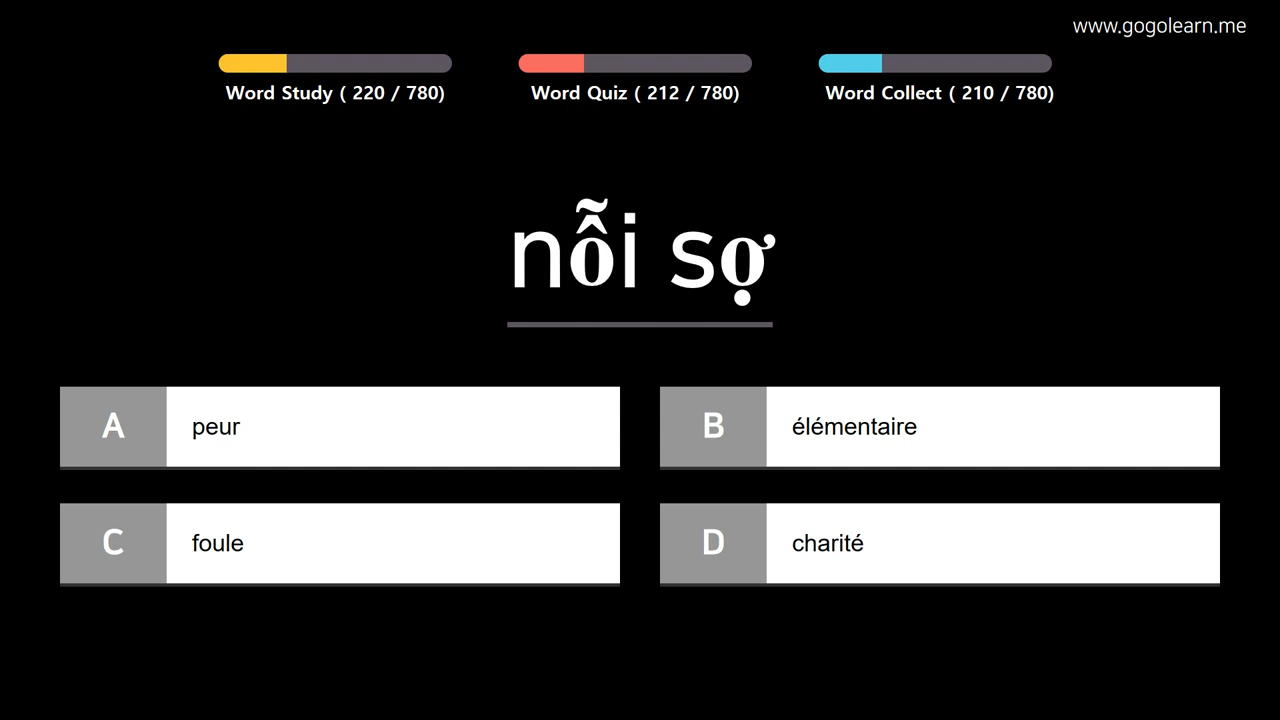 www.gogolearn.me
Word Study ( 220 / 780)
Word Quiz ( 212 / 780)
Word Collect ( 210 / 780)
nỗi sợ
A peur
B élémentaire
C foule
D charité